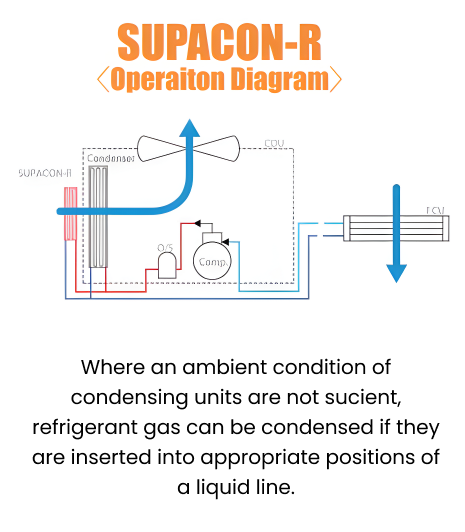 SUPACON-R
〈Operaiton Diagram〉
CDU
Condenser
SUPACON-R
O/S
Comp.
Where an ambient condition of
condensing units are not sucient,
refrigerant gas can be condensed if they
are inserted into appropriate positions of
a liquid line.